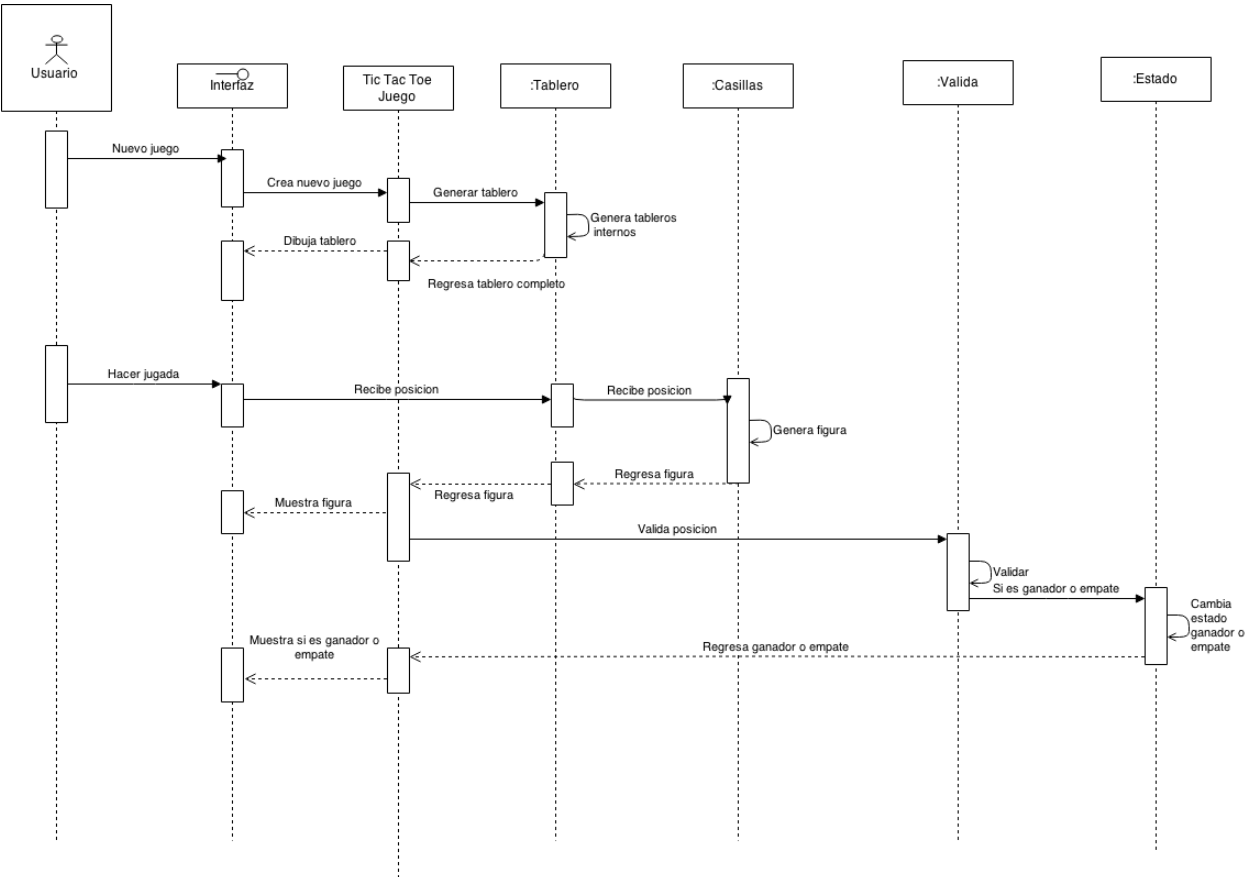 Usuario
Interfaz
Tic Tac Toe
Juego
:Tablero
:Casillas
:Valida
:Estado
Nuevo juego
Crea nuevo juego
Generar tablero
Genera tableros
internos
Dibuja tablero
Regresa tablero completo
Hacer jugada
Recibe posicion
Recibe posicion
Genera figura
Regresa figura
Regresa figura
Muestra figura
Valida posicion
Validar
Si es ganador o empate
Cambia
estado
ganador o
empate
Regresa ganador o empate
Muestra si es ganador o
empate